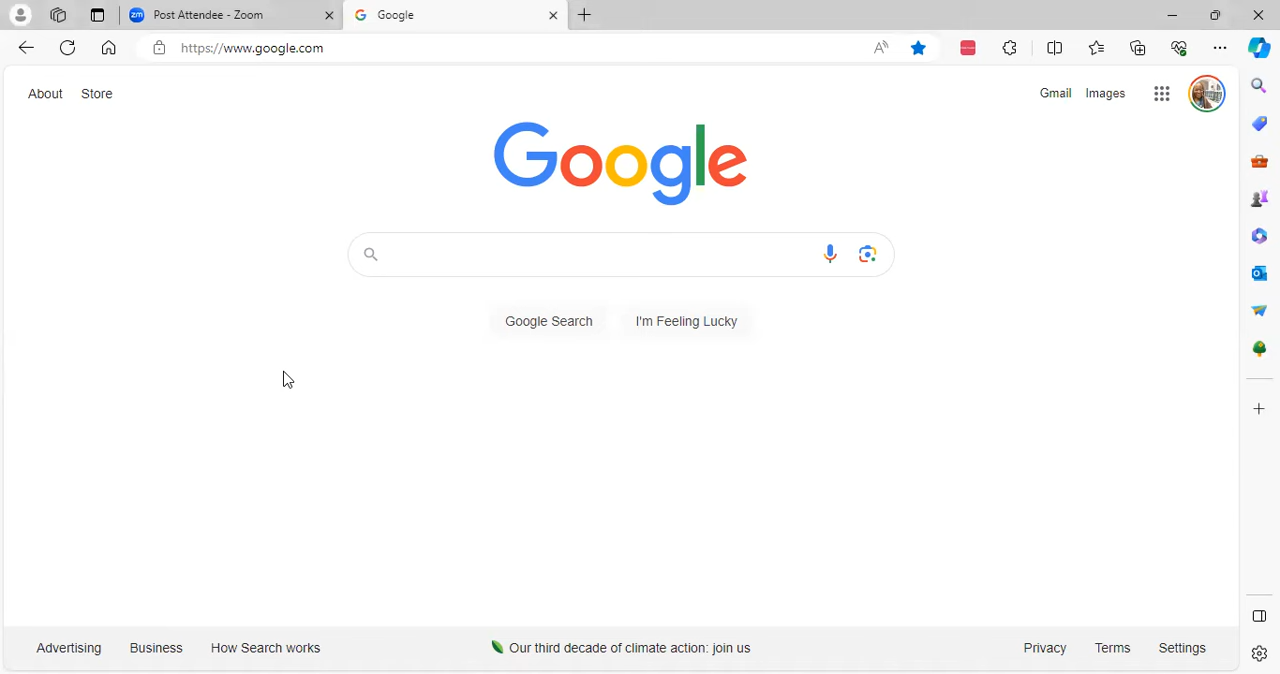 zm Post Attendee - Zoom
Google
https://www.google.com
About Store
Gmail Images
Google
Google Search I'm Feeling Lucky
Advertising Business How Search works
Our third decade of climate action: join us
Privacy Terms Settings